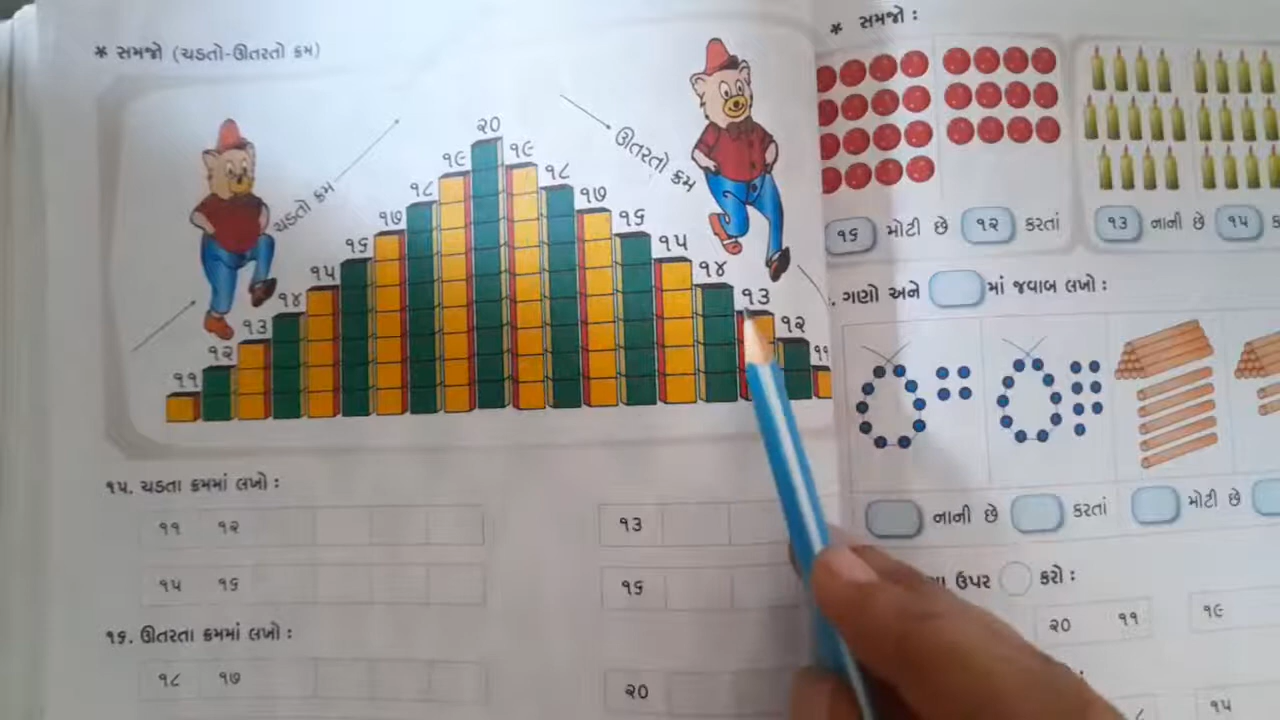 * સમજો (ચડતો-ઊતરતો ક્રમ)
ચડતો ક્રમ
ઊતરતો ક્રમ
૧૧ ૧૨ ૧૩ ૧૪ ૧૫ ૧૬ ૧૭ ૧૮ ૧૯ ૨૦ ૧૯ ૧૮ ૧૭ ૧૬ ૧૫ ૧૪ ૧૩ ૧૨ ૧૧
૧૫. ચડતા ક્રમમાં લખો :
૧૧ ૧૨
૧૩
૧૫ ૧૬
૧૬
૧૬. ઊતરતા ક્રમમાં લખો :
૧૮ ૧૭
૨૦
* સમજો :
૧૬ મોટી છે ૧૨ કરતાં
૧૩ નાની છે ૧૫
ગણો અને માં જવાબ લખો :
નાની છે કરતાં
મોટી છે
ઉપર કરો :
૨૦ ૧૧
૧૯
૧૫